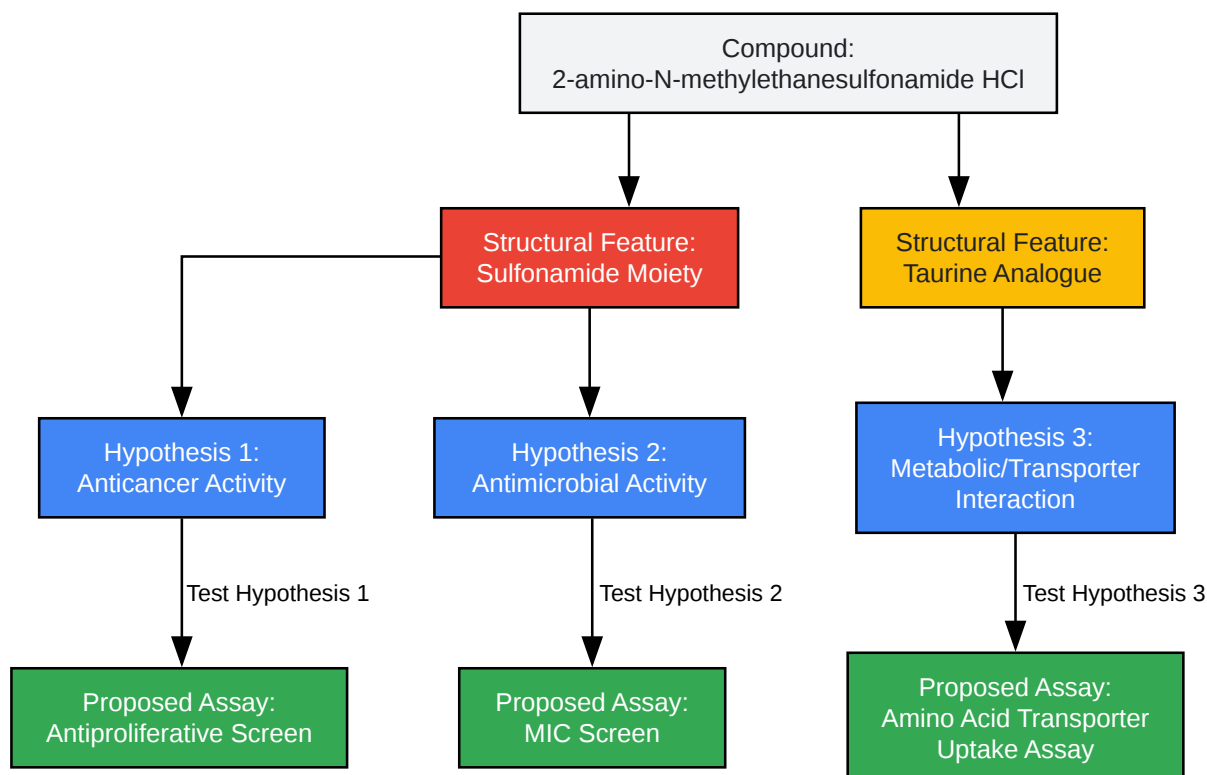 Compound:
2-amino-N-methylethanesulfonamide HCl
Structural Feature:
Sulfonamide Moiety
Structural Feature:
Taurine Analogue
Hypothesis 1:
Anticancer Activity
Hypothesis 2:
Antimicrobial Activity
Hypothesis 3:
Metabolic/Transporter
Interaction
Test Hypothesis 1
Test Hypothesis 2
Test Hypothesis 3
Proposed Assay:
Antiproliferative Screen
Proposed Assay:
MIC Screen
Proposed Assay:
Amino Acid Transporter
Uptake Assay